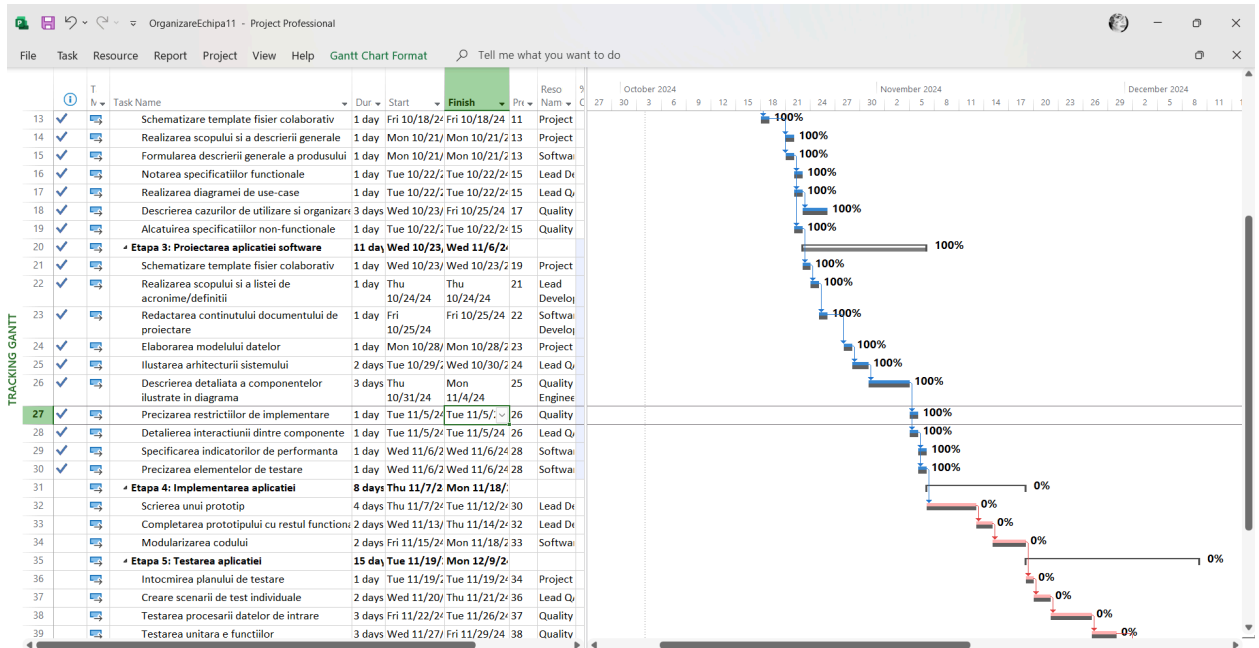 OrganizareEchipa11 - Project Professional
File Task Resource Report Project View Help Gantt Chart Format Tell me what you want to do
T Reso %
M Task Name Dur Start Finish Pre Nam C
October 2024 November 2024 December 2024
27 30 3 6 9 12 15 18 21 24 27 30 2 5 8 11 14 17 20 23 26 29 2 5 8 11 1
TRACKING GANTT
13 Schematizare template fisier colaborativ 1 day Fri 10/18/24 Fri 10/18/24 11 Project 100%
14 Realizarea scopului si a descrierii generale 1 day Mon 10/21/ Mon 10/21/2 13 Project 100%
15 Formularea descrierii generale a produsului 1 day Mon 10/21/ Mon 10/21/2 13 Softwa 100%
16 Notarea specificatiilor functionale 1 day Tue 10/22/2 Tue 10/22/24 15 Lead De 100%
17 Realizarea diagramei de use-case 1 day Tue 10/22/2 Tue 10/22/24 15 Lead Q 100%
18 Descrierea cazurilor de utilizare si organizare 3 days Wed 10/23/ Fri 10/25/24 17 Quality 100%
19 Alcatuirea specificatiilor non-functionale 1 day Tue 10/22/2 Tue 10/22/24 15 Quality 100%
20 Etapa 3: Proiectarea aplicatiei software 11 day Wed 10/23/ Wed 11/6/2 100%
21 Schematizare template fisier colaborativ 1 day Wed 10/23/ Wed 10/23/2 19 Project 100%
22 Realizarea scopului si a listei de 1 day Thu Thu 21 Lead 100%
acronime/definitii 10/24/24 10/24/24 Develop
23 Redactarea continutului documentului de 1 day Fri Fri 10/25/24 22 Softwa 100%
proiectare 10/25/24 Develop
24 Elaborarea modelului datelor 1 day Mon 10/28/ Mon 10/28/2 23 Project 100%
25 Ilustarea arhitecturii sistemului 2 days Tue 10/29/2 Wed 10/30/2 24 Lead Q 100%
26 Descrierea detaliata a componentelor 3 days Thu Mon 25 Quality 100%
ilustrate in diagrama 10/31/24 11/4/24 Enginee
27 Precizarea restrictiilor de implementare 1 day Tue 11/5/24 Tue 11/5/ 26 Quality 100%
28 Detalierea interactiunii dintre componente 1 day Tue 11/5/24 Tue 11/5/24 26 Lead Q 100%
29 Specificarea indicatorilor de performanta 1 day Wed 11/6/2 Wed 11/6/24 28 Softwa 100%
30 Precizarea elementelor de testare 1 day Wed 11/6/2 Wed 11/6/24 28 Softwa 100%
31 Etapa 4: Implementarea aplicatiei 8 days Thu 11/7/2 Mon 11/18/ 0%
32 Scrierea unui prototip 4 days Thu 11/7/24 Tue 11/12/24 30 Lead De 0%
33 Completarea prototipului cu restul functiona 2 days Wed 11/13/ Thu 11/14/24 32 Lead De 0%
34 Modularizarea codului 2 days Fri 11/15/24 Mon 11/18/2 33 Softwa 0%
35 Etapa 5: Testarea aplicatiei 15 day Tue 11/19/ Mon 12/9/2 0%
36 Intocmirea planului de testare 1 day Tue 11/19/2 Tue 11/19/24 34 Project 0%
37 Creare scenarii de test individuale 2 days Wed 11/20/ Thu 11/21/24 36 Lead Q 0%
38 Testarea procesarii datelor de intrare 3 days Fri 11/22/24 Tue 11/26/24 37 Quality 0%
39 Testarea unitara e functiilor 3 days Wed 11/27/ Fri 11/29/24 38 Quality 0%